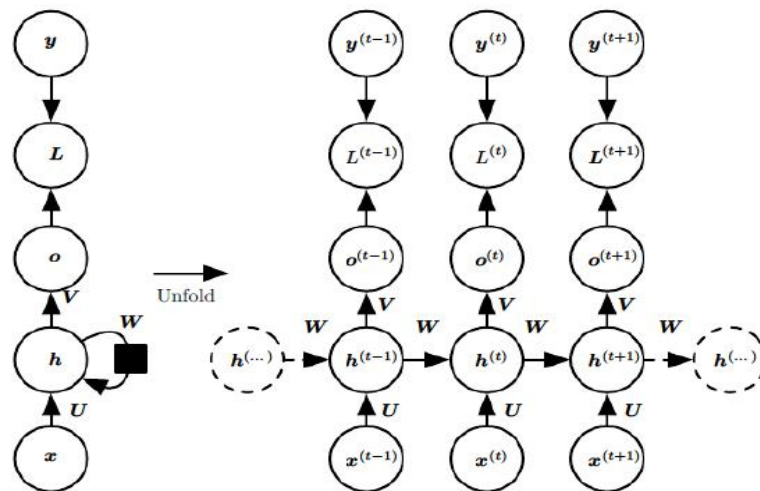 y y^(t−1) y^(t) y^(t+1)
L L^(t−1) L^(t) L^(t+1)
o o^(t−1) o^(t) o^(t+1)
Unfold
V V V V
W W W W W
h h^(...) h^(t−1) h^(t) h^(t+1) h^(...)
U U U U
x x^(t−1) x^(t) x^(t+1)